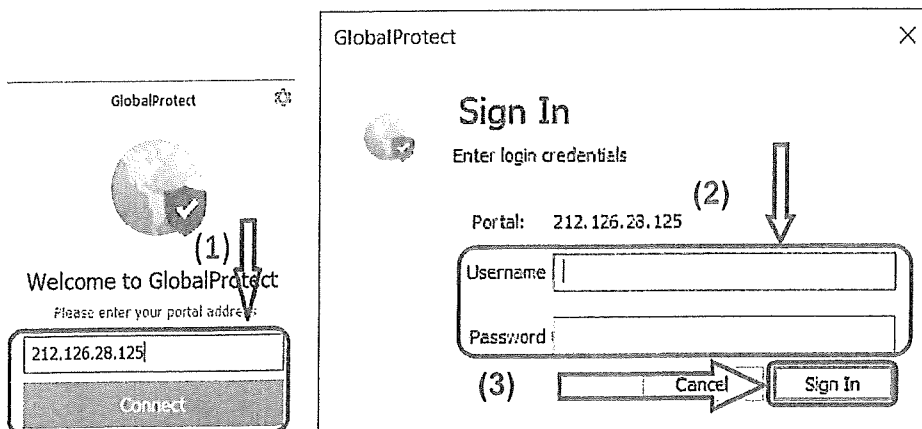 GlobalProtect
(1)
Welcome to GlobalProtect
Please enter your portal address
212.126.28.125
Connect
GlobalProtect
Sign In
Enter login credentials
(2)
Portal: 212.126.28.125
Username
Password
(3)
Cancel
Sign In